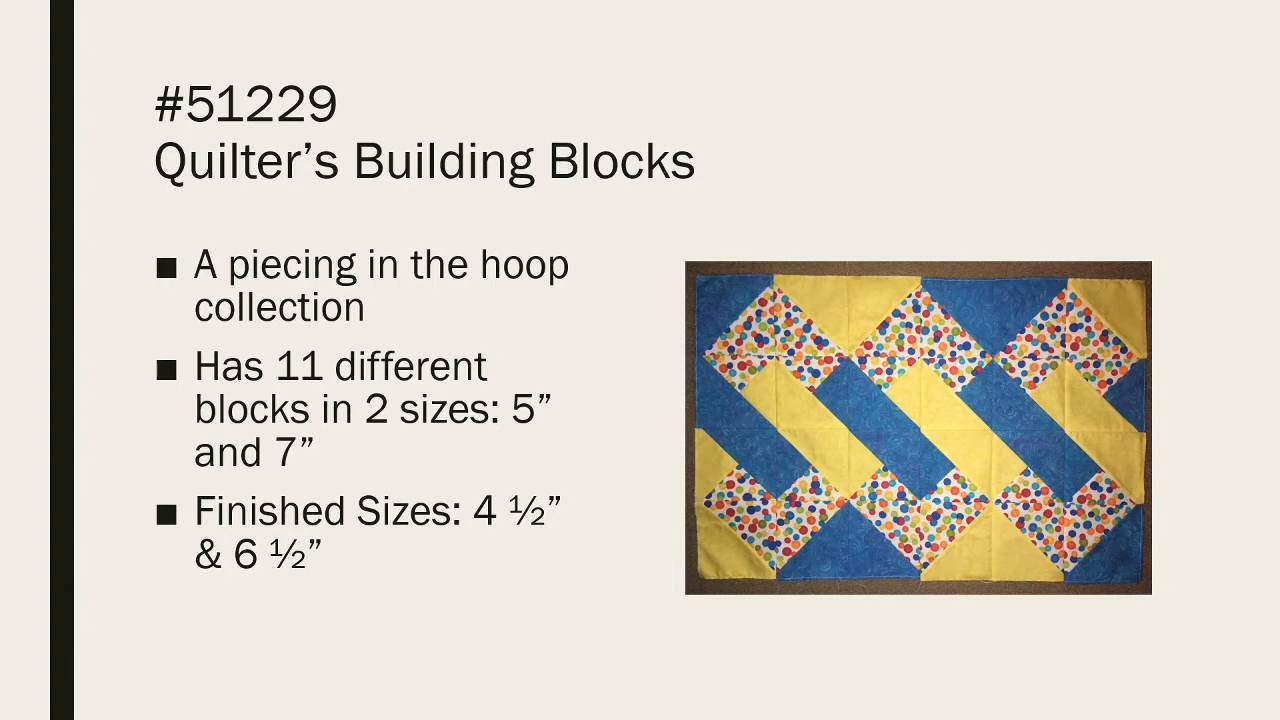 #51229
Quilter’s Building Blocks
■ A piecing in the hoop
collection
■ Has 11 different
blocks in 2 sizes: 5”
and 7”
■ Finished Sizes: 4 ½”
& 6 ½”